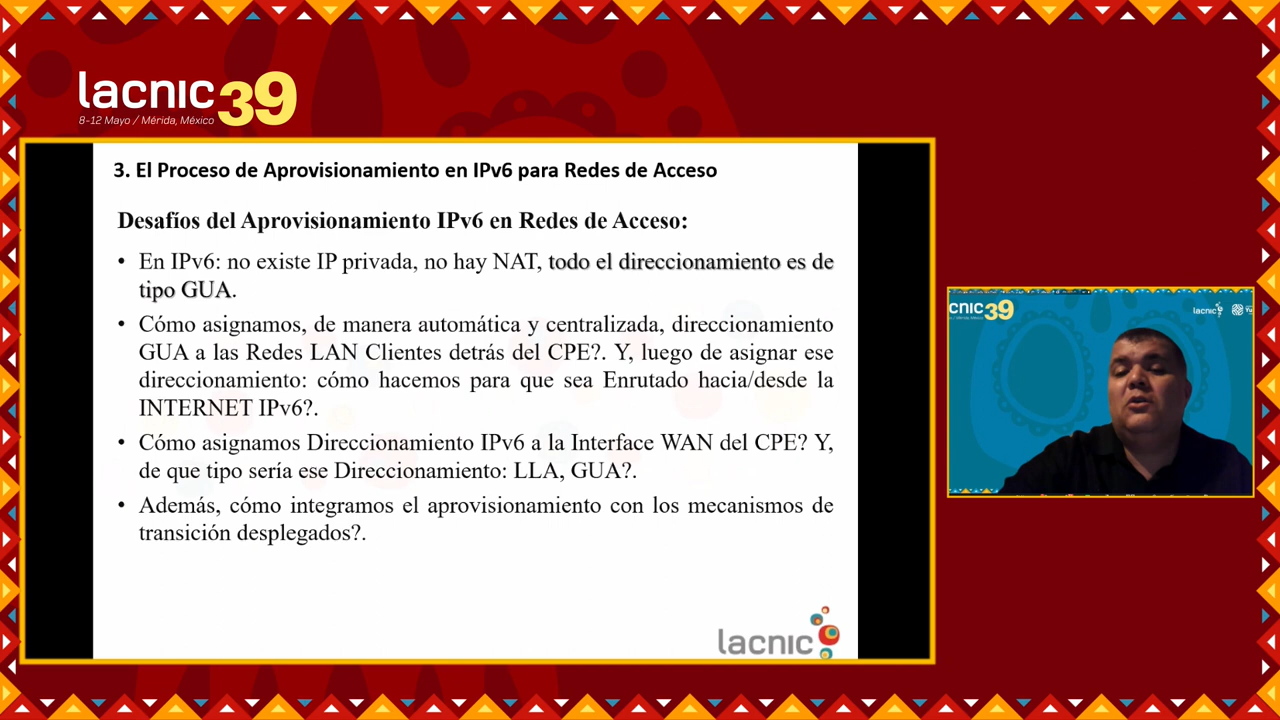 lacnic39
8-12 Mayo / Mérida, México
3. El Proceso de Aprovisionamiento en IPv6 para Redes de Acceso
Desafíos del Aprovisionamiento IPv6 en Redes de Acceso:
• En IPv6: no existe IP privada, no hay NAT, todo el direccionamiento es de
tipo GUA.
• Cómo asignamos, de manera automática y centralizada, direccionamiento
GUA a las Redes LAN Clientes detrás del CPE?. Y, luego de asignar ese
direccionamiento: cómo hacemos para que sea Enrutado hacia/desde la
INTERNET IPv6?.
• Cómo asignamos Direccionamiento IPv6 a la Interface WAN del CPE? Y,
de que tipo sería ese Direccionamiento: LLA, GUA?.
• Además, cómo integramos el aprovisionamiento con los mecanismos de
transición desplegados?.
lacnic
cnic39
lacnic